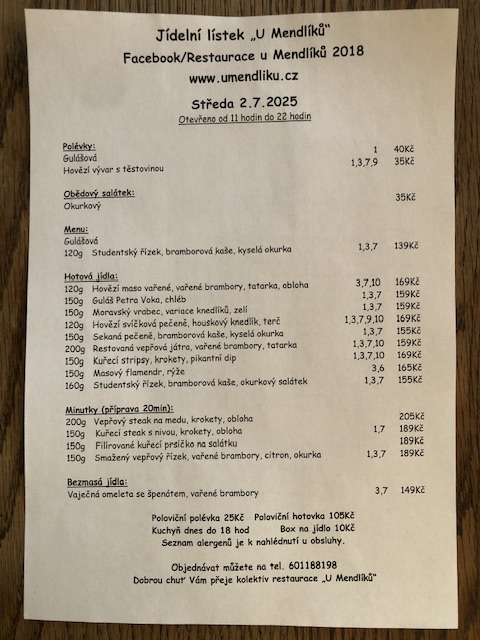 Jídelní lístek „U Mendlíků“
Facebook/Restaurace u Mendlíků 2018
www.umendliku.cz
Středa 2.7.2025
Otevřeno od 11 hodin do 22 hodin
Polévky:
Gulášová 1 40Kč
Hovězí vývar s těstovinou 1,3,7,9 35Kč
Obědový salátek:
Okurkový 35Kč
Menu:
Gulášová
120g Studentský řízek, bramborová kaše, kyselá okurka 1,3,7 139Kč
Hotová jídla:
120g Hovězí maso vařené, vařené brambory, tatarka, obloha 3,7,10 169Kč
150g Guláš Petra Voka, chléb 1,3,7 159Kč
150g Moravský vrabec, variace knedlíků, zelí 1,3,7 159Kč
120g Hovězí svíčková pečeně, houskový knedlík, terč 1,3,7,9,10 169Kč
150g Sekaná pečeně, bramborová kaše, kyselá okurka 1,3,7 155Kč
200g Restovaná vepřová játra, vařené brambory, tatarka 1,3,7,10 159Kč
150g Kuřecí stripsy, krokety, pikantní dip 1,3,7,10 169Kč
150g Masový flamendr, rýže 3,6 165Kč
160g Studentský řízek, bramborová kaše, okurkový salátek 1,3,7 155Kč
Minutky (příprava 20min):
200g Vepřový steak na medu, krokety, obloha 205Kč
150g Kuřecí steak s nivou, krokety, obloha 1,7 189Kč
150g Filírované kuřecí prsíčko na salátku 189Kč
150g Smažený vepřový řízek, vařené brambory, citron, okurka 1,3,7 189Kč
Bezmasá jídla:
Vaječná omeleta se špenátem, vařené brambory 3,7 149Kč
Poloviční polévka 25Kč Poloviční hotovka 105Kč
Kuchyň dnes do 18 hod Box na jídlo 10Kč
Seznam alergenů je k nahlédnutí u obsluhy.
Objednávat můžete na tel. 601188198
Dobrou chuť Vám přeje kolektiv restaurace „U Mendlíků“